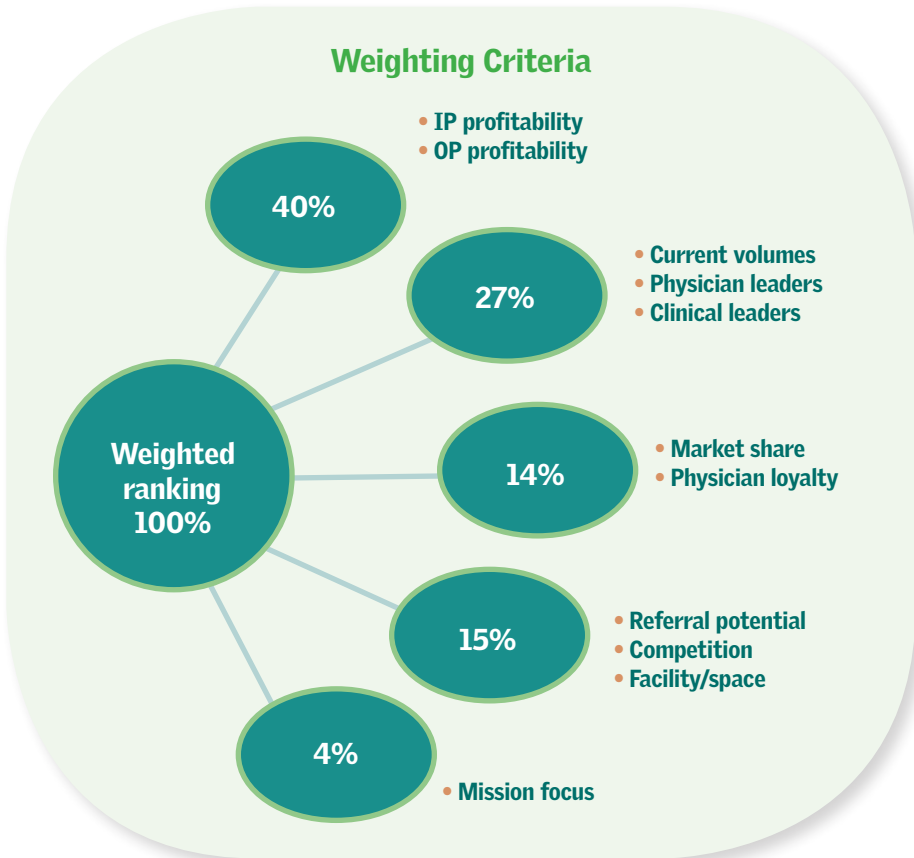 Weighting Criteria
40%
• IP profitability
• OP profitability
27%
• Current volumes
• Physician leaders
• Clinical leaders
Weighted
ranking
100%
14%
• Market share
• Physician loyalty
15%
• Referral potential
• Competition
• Facility/space
4%
• Mission focus